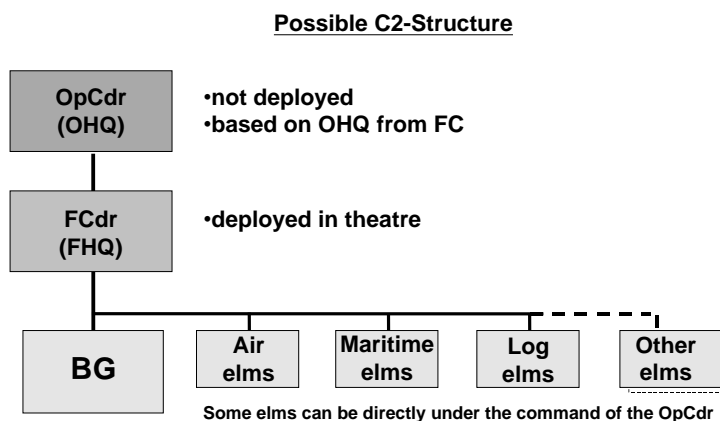 Possible C2-Structure
OpCdr
(OHQ)
•not deployed
•based on OHQ from FC
FCdr
(FHQ)
•deployed in theatre
BG
Air
elms
Maritime
elms
Log
elms
Other
elms
Some elms can be directly under the command of the OpCdr